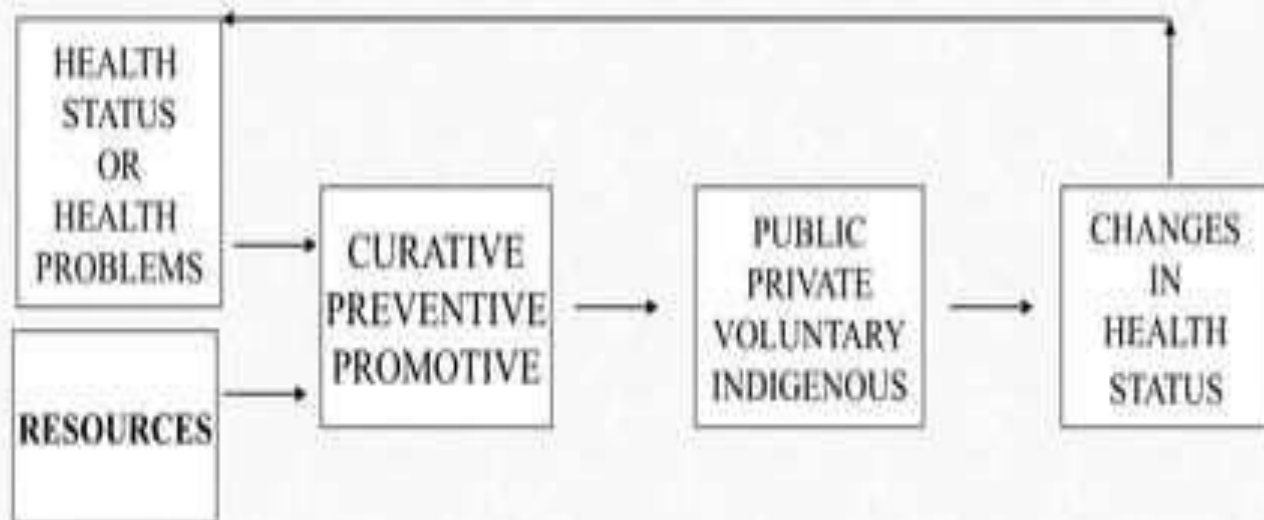 HEALTH
STATUS
OR
HEALTH
PROBLEMS
RESOURCES
CURATIVE
PREVENTIVE
PROMOTIVE
PUBLIC
PRIVATE
VOLUNTARY
INDIGENOUS
CHANGES
IN
HEALTH
STATUS